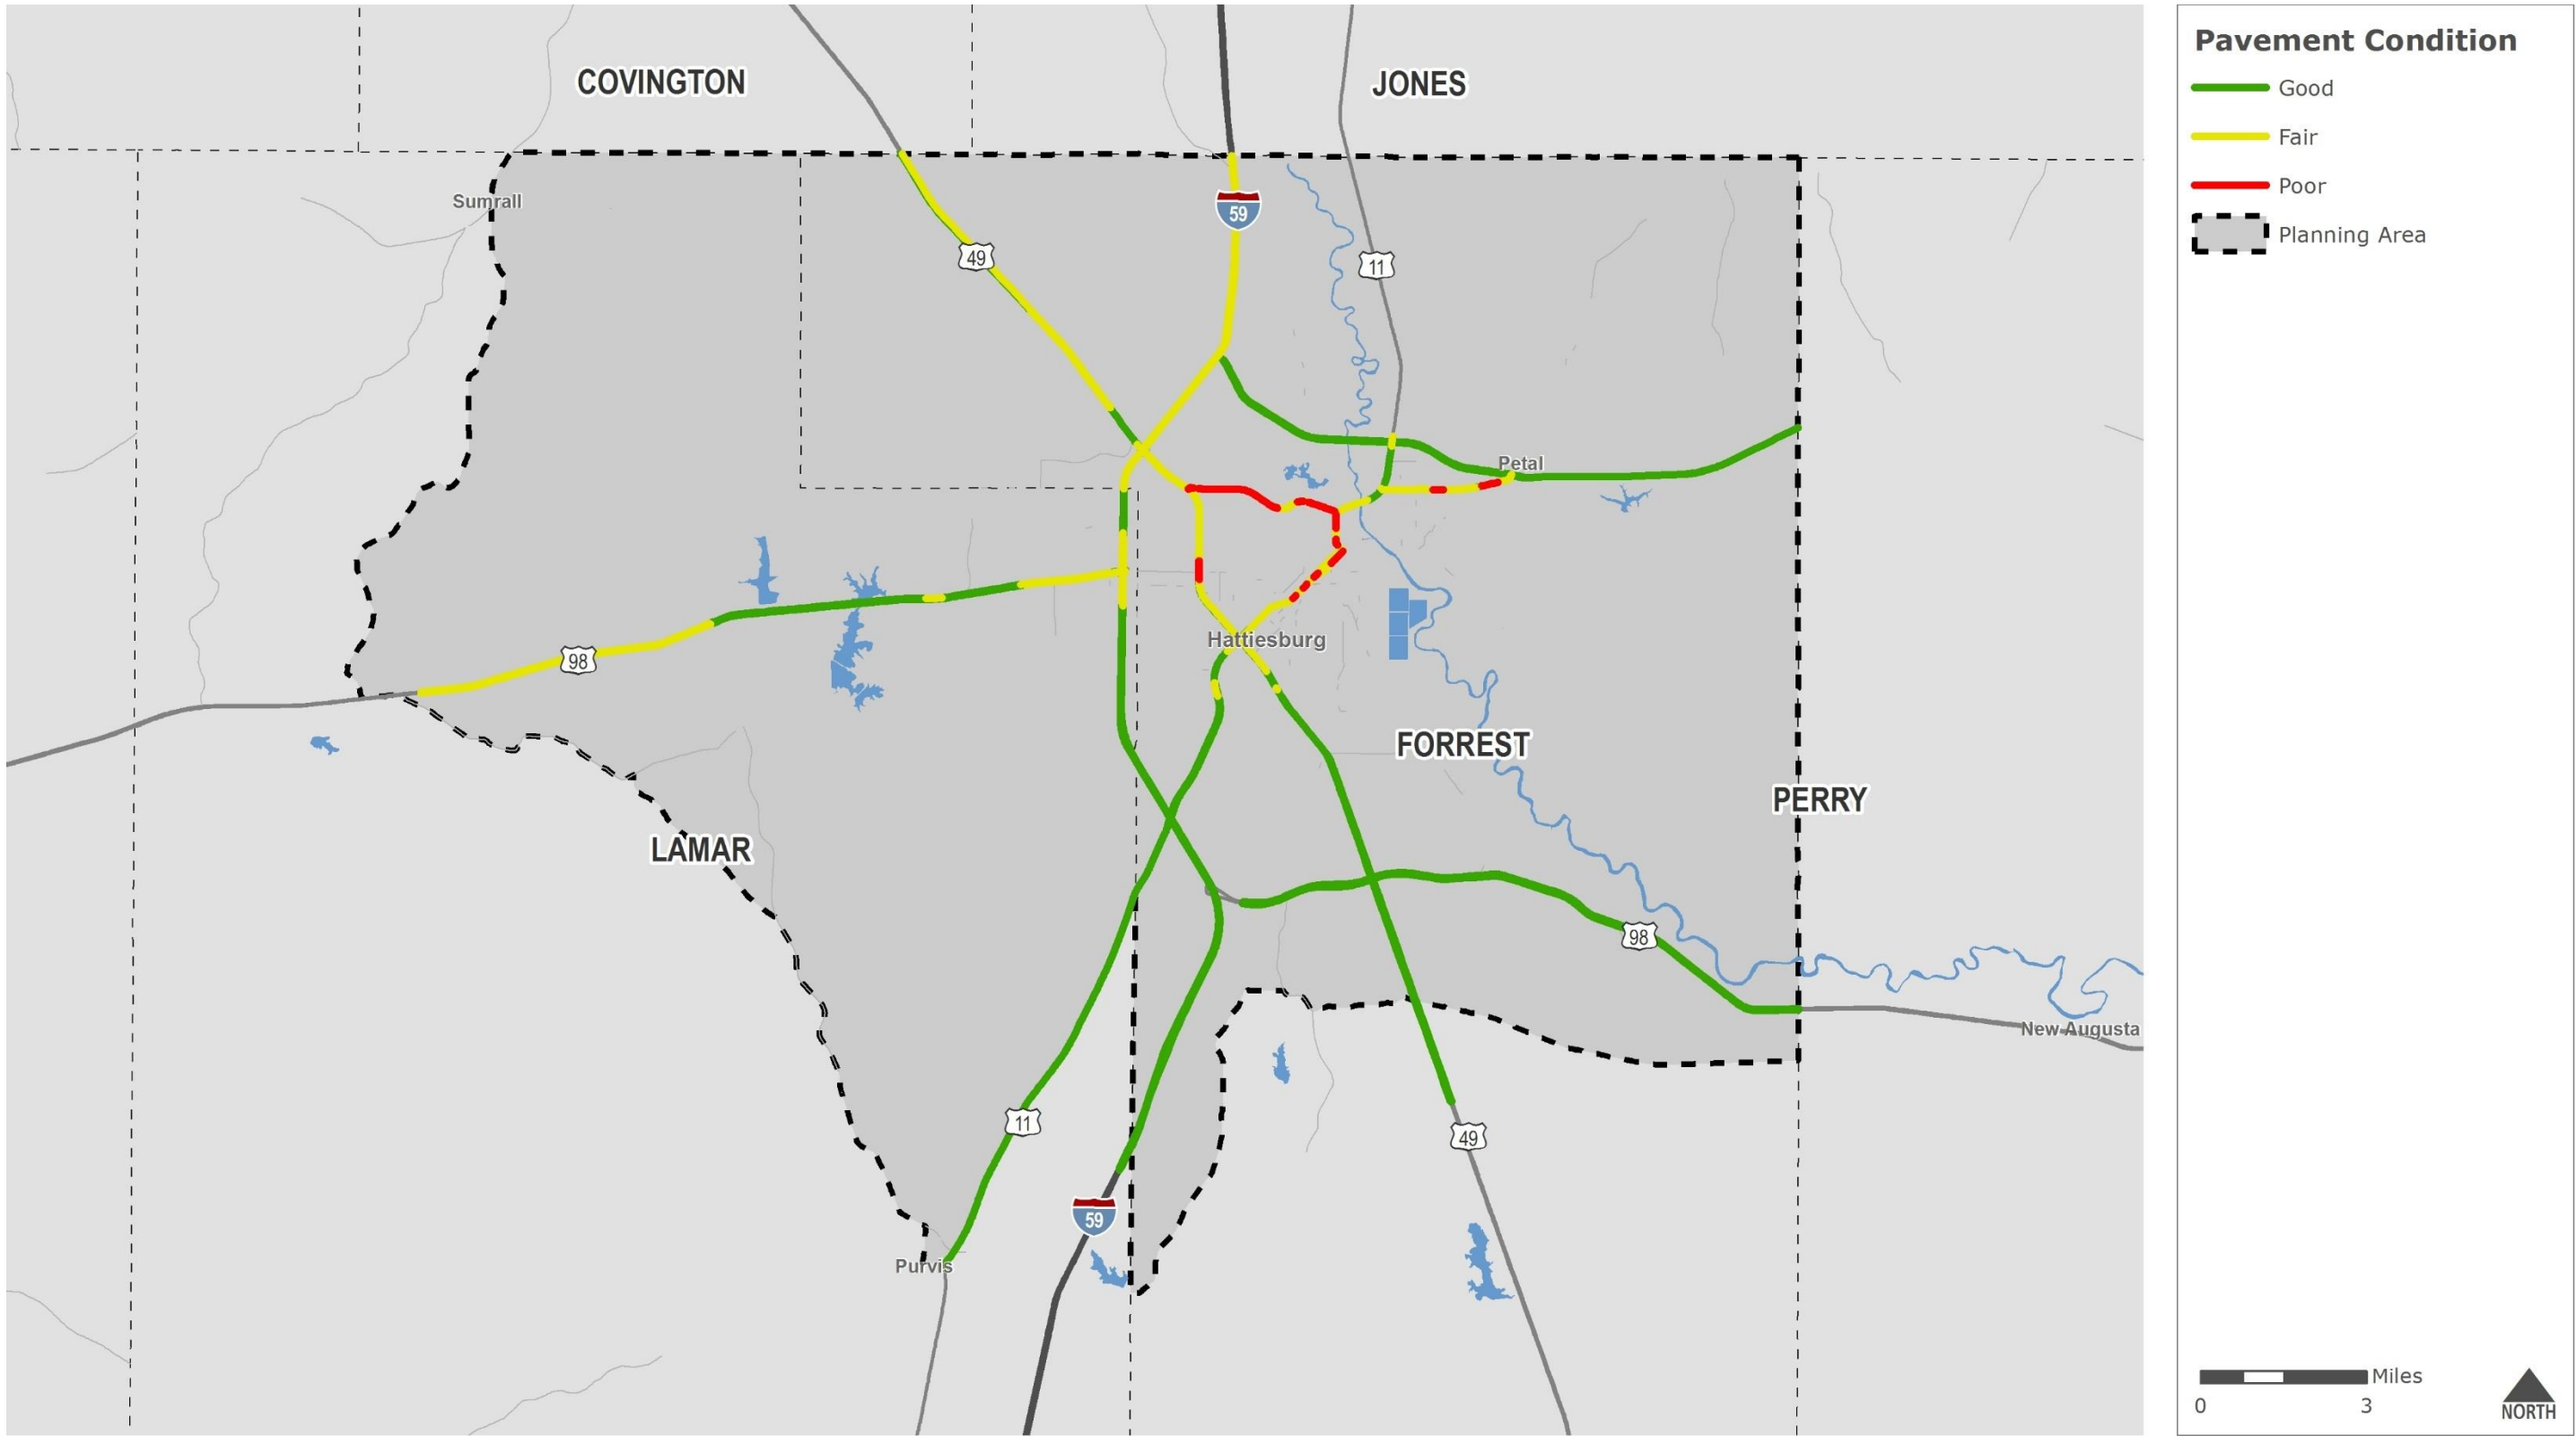 COVINGTON
JONES
Sumrall
59
49
11
Petal
98
Hattiesburg
FORREST
PERRY
LAMAR
98
New Augusta
11
49
59
Purvis
Pavement Condition
Good
Fair
Poor
Planning Area
Miles
0 3
NORTH